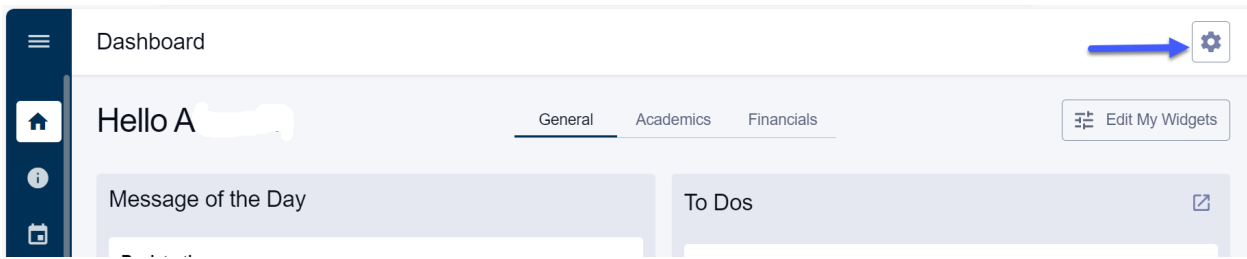 Dashboard
Hello A
General Academics Financials
Edit My Widgets
Message of the Day
To Dos